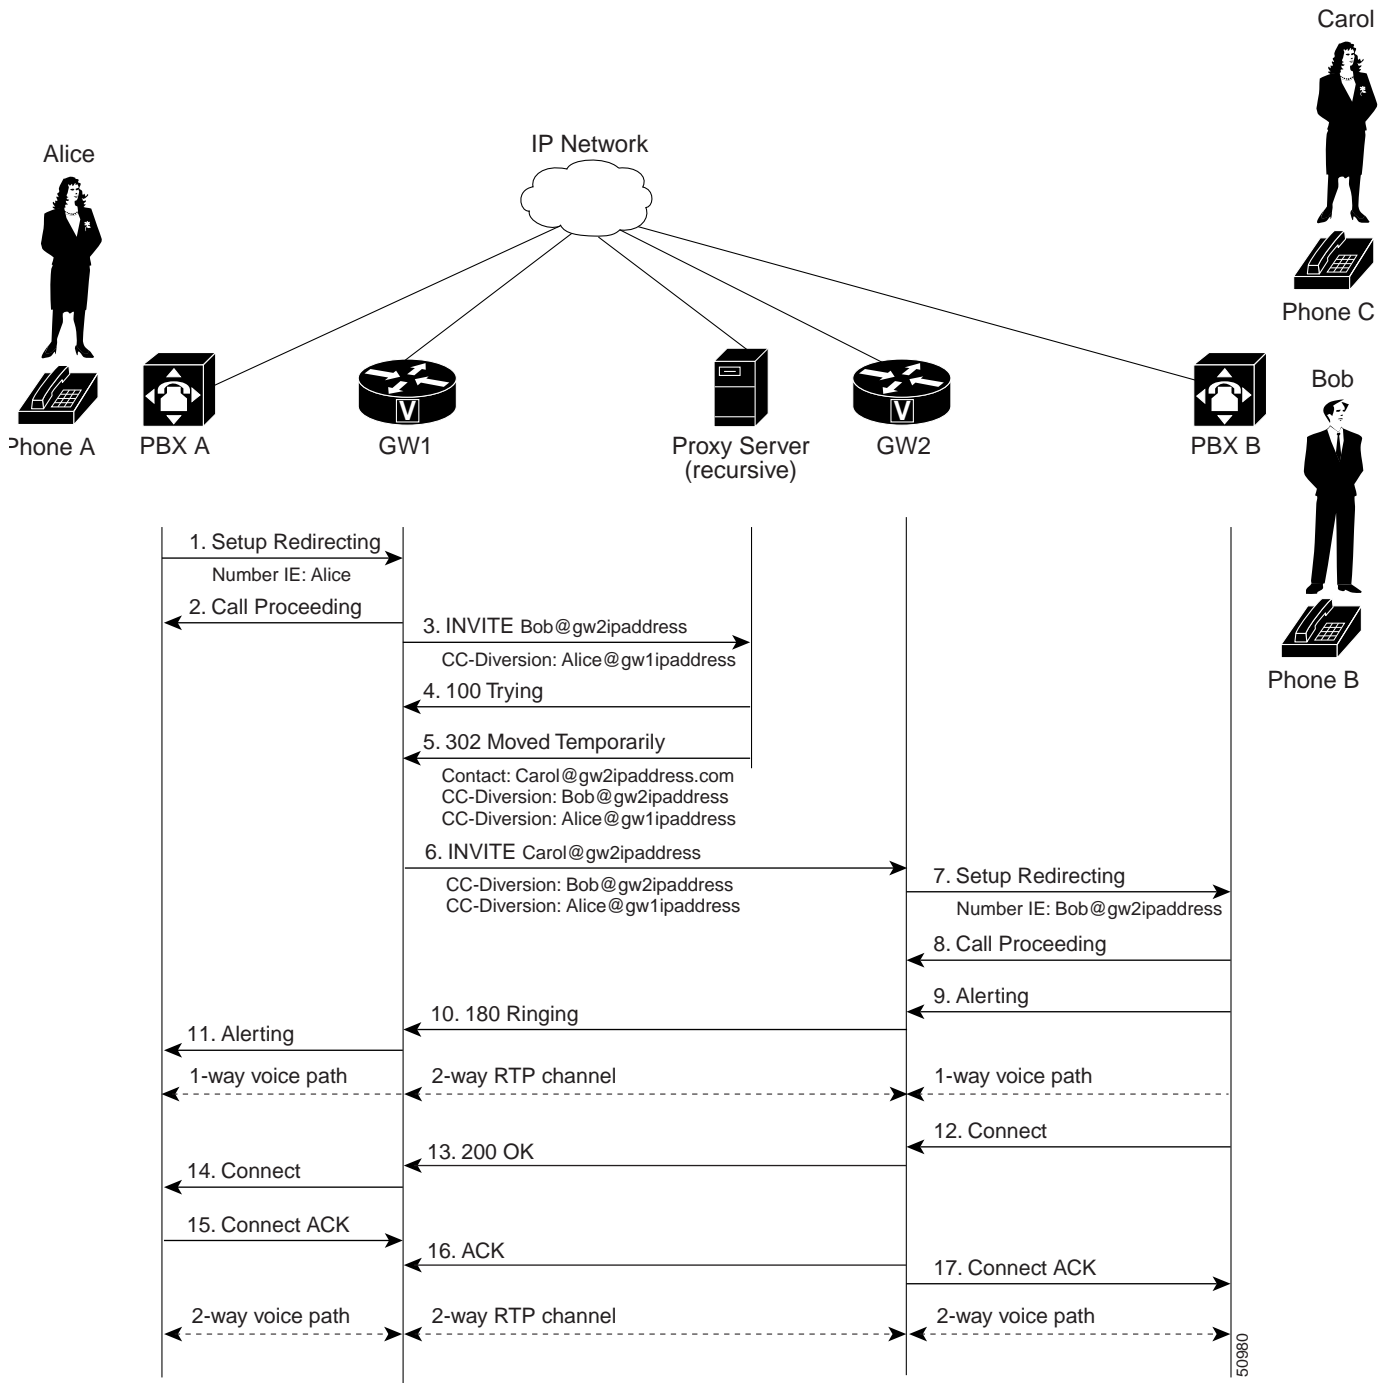 Carol
IP Network
Alice
Phone C
Bob
Phone A
PBX A
GW1
Proxy Server
(recursive)
GW2
PBX B
Phone B
1. Setup Redirecting
Number IE: Alice
2. Call Proceeding
3. INVITE Bob@gw2ipaddress
CC-Diversion: Alice@gw1ipaddress
4. 100 Trying
5. 302 Moved Temporarily
Contact: Carol@gw2ipaddress.com
CC-Diversion: Bob@gw2ipaddress
CC-Diversion: Alice@gw1ipaddress
6. INVITE Carol@gw2ipaddress
CC-Diversion: Bob@gw2ipaddress
CC-Diversion: Alice@gw1ipaddress
7. Setup Redirecting
Number IE: Bob@gw2ipaddress
8. Call Proceeding
9. Alerting
10. 180 Ringing
11. Alerting
1-way voice path
2-way RTP channel
1-way voice path
12. Connect
13. 200 OK
14. Connect
15. Connect ACK
16. ACK
17. Connect ACK
2-way voice path
2-way RTP channel
2-way voice path
50980
V
V